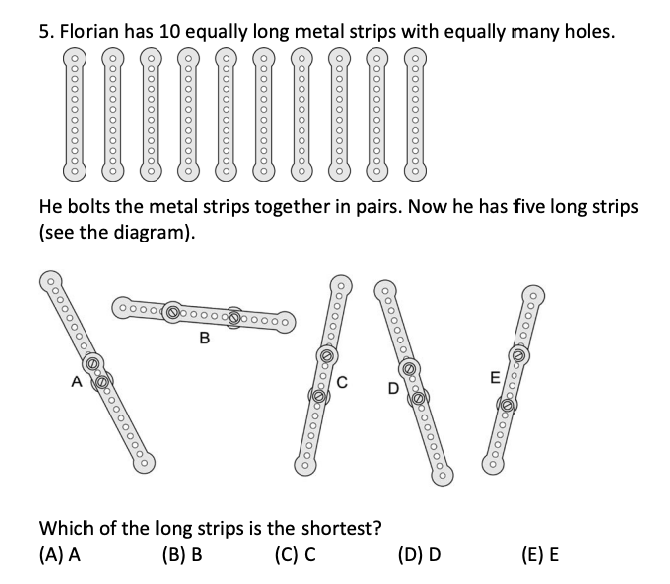 5. Florian has 10 equally long metal strips with equally many holes.
He bolts the metal strips together in pairs. Now he has five long strips
(see the diagram).
B
A
C
D
E
Which of the long strips is the shortest?
(A) A (B) B (C) C (D) D (E) E